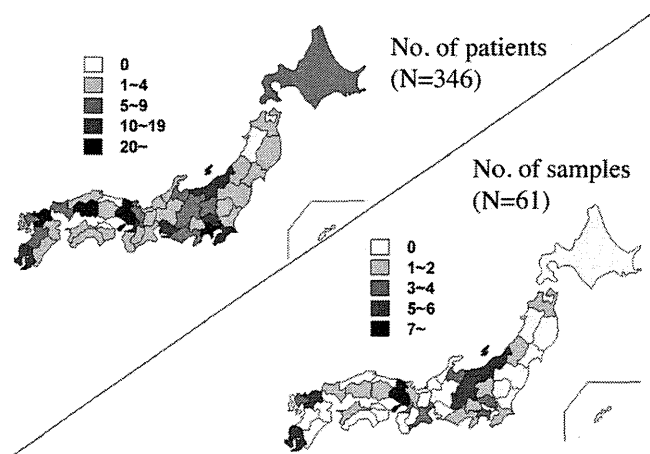 No. of patients
(N=346)
0
1~4
5~9
10~19
20~
No. of samples
(N=61)
0
1~2
3~4
5~6
7~